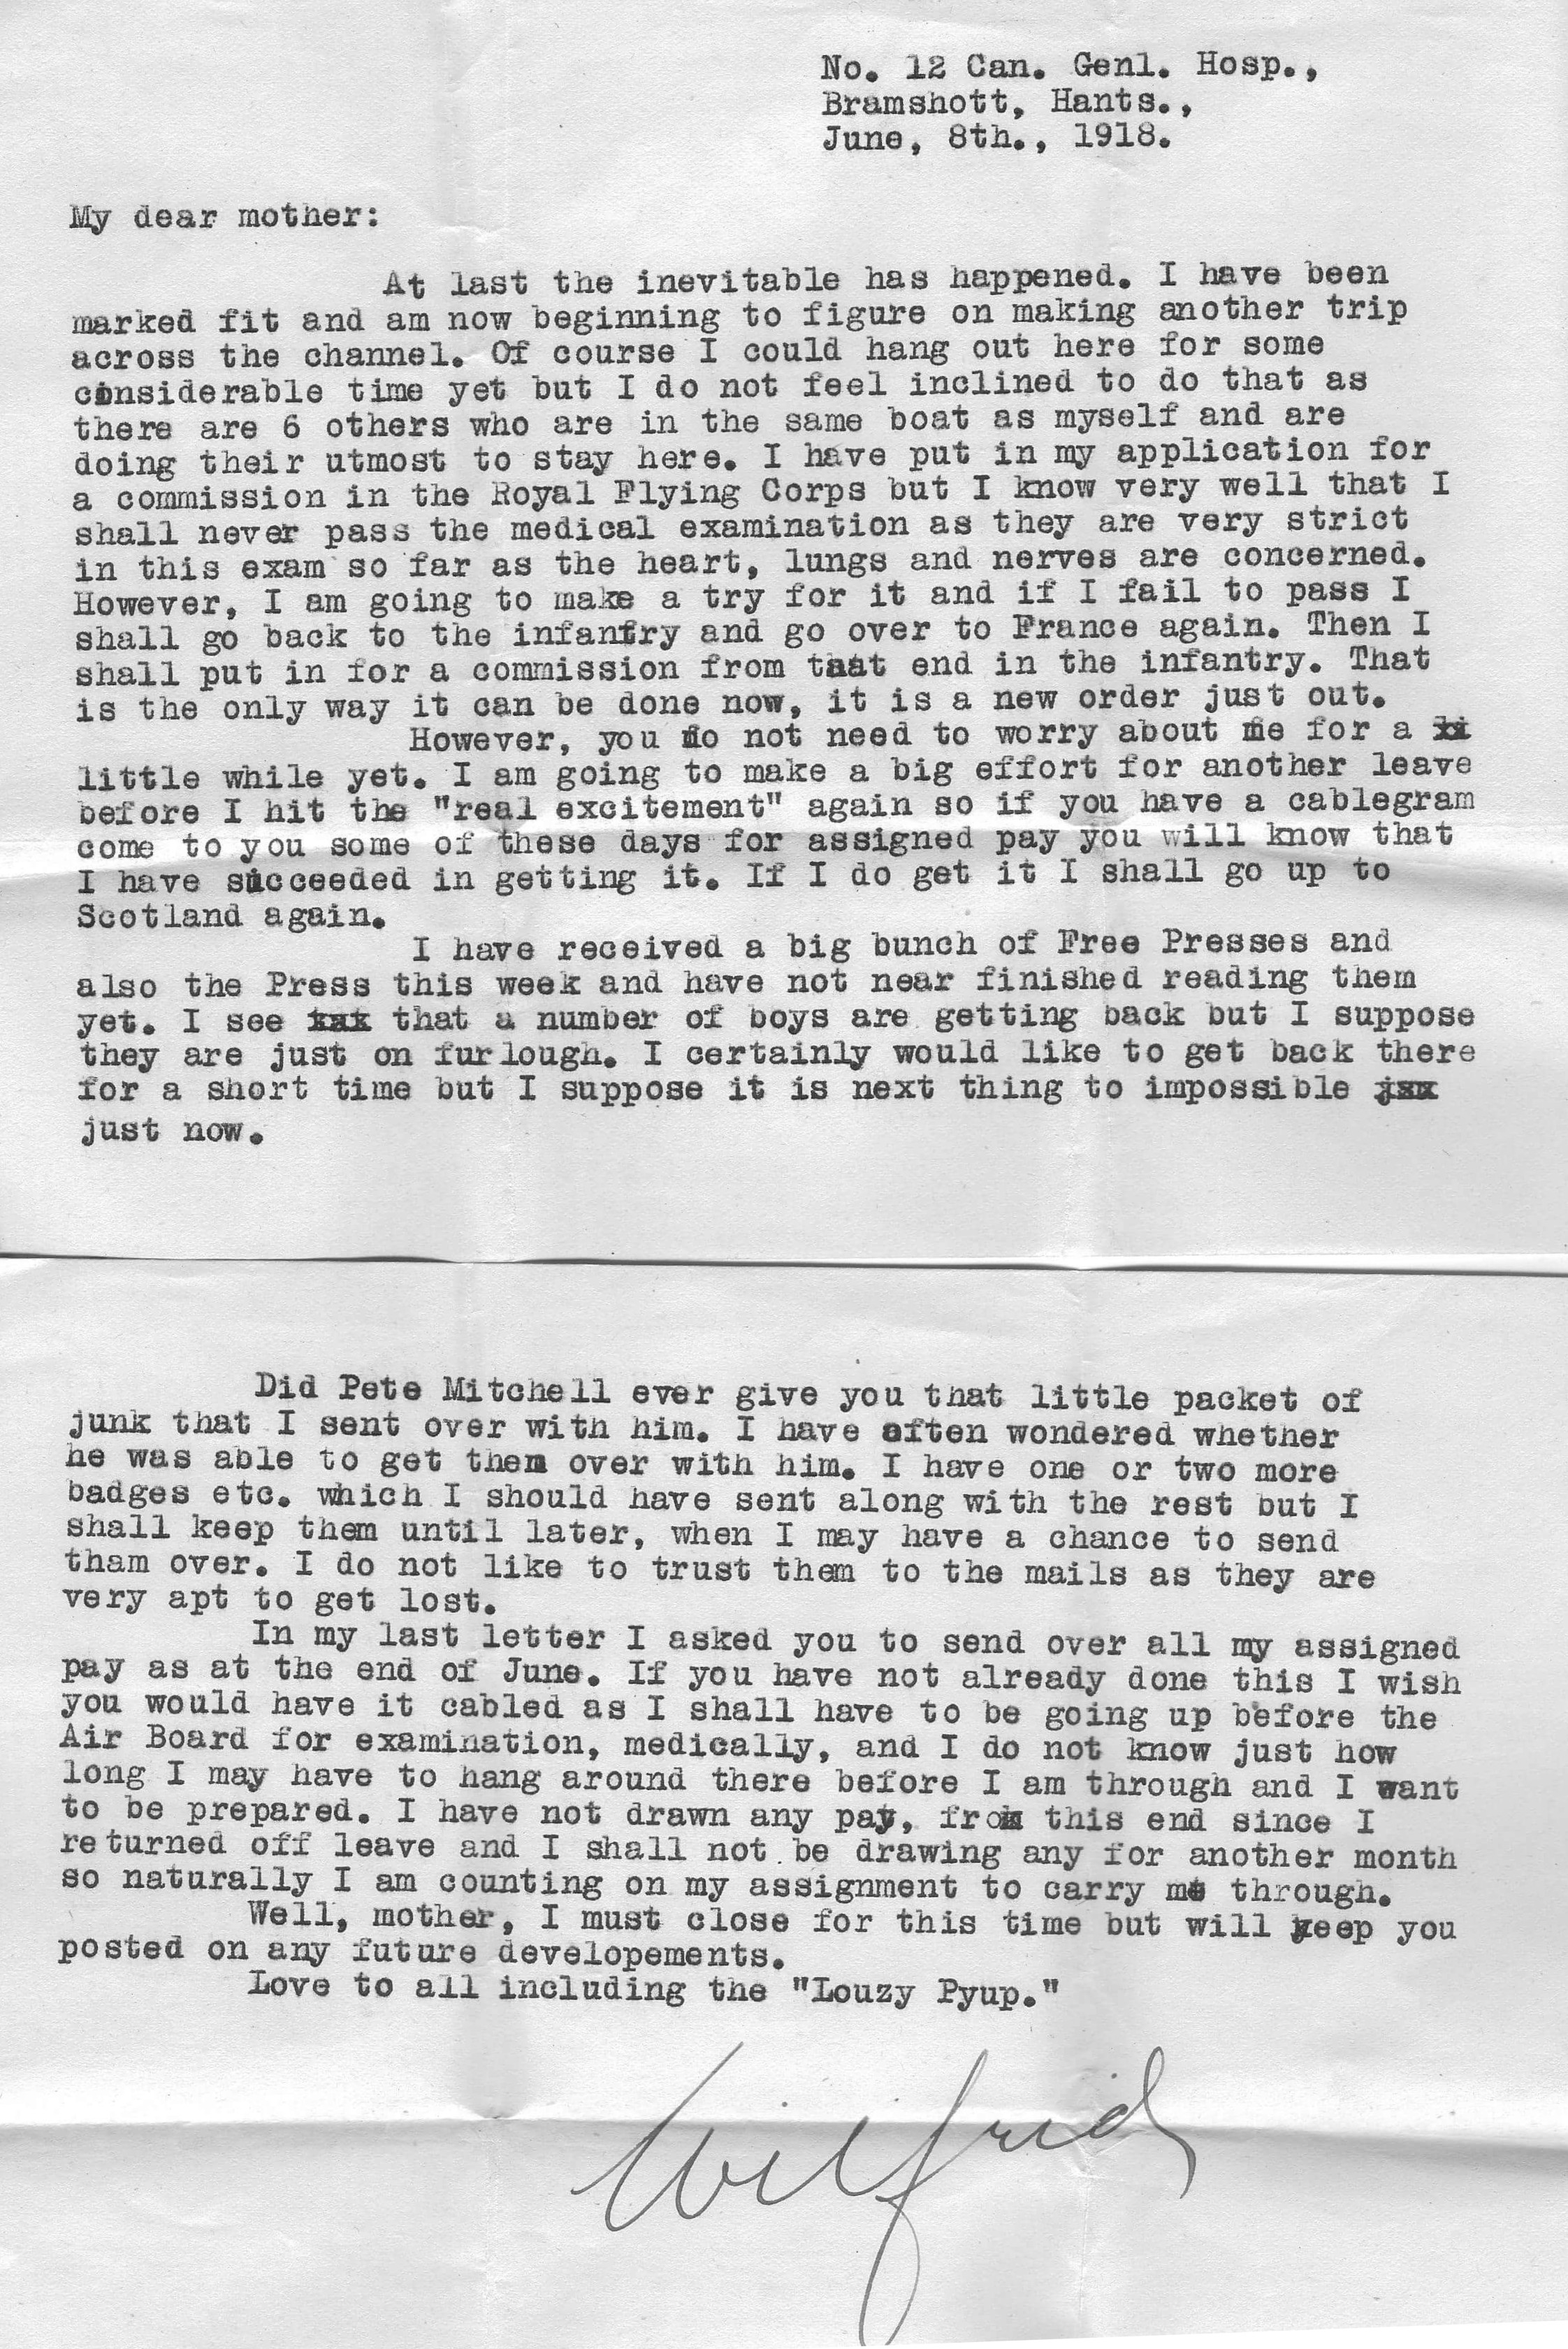 No. 12 Can. Genl. Hosp.,
Bramshott, Hants.,
June, 8th., 1918.
My dear mother:
At last the inevitable has happened. I have been
marked fit and am now beginning to figure on making another trip
across the channel. Of course I could hang out here for some
considerable time yet but I do not feel inclined to do that as
there are 6 others who are in the same boat as myself and are
doing their utmost to stay here. I have put in my application for
a commission in the Royal Flying Corps but I know very well that I
shall never pass the medical examination as they are very strict
in this exam so far as the heart, lungs and nerves are concerned.
However, I am going to make a try for it and if I fail to pass I
shall go back to the infantry and go over to France again. Then I
shall put in for a commission from that end in the infantry. That
is the only way it can be done now, it is a new order just out.
However, you do not need to worry about me for a
little while yet. I am going to make a big effort for another leave
before I hit the "real excitement" again so if you have a cablegram
come to you some of these days for assigned pay you will know that
I have succeeded in getting it. If I do get it I shall go up to
Scotland again.
I have received a big bunch of Free Presses and
also the Press this week and have not near finished reading them
yet. I see that a number of boys are getting back but I suppose
they are just on furlough. I certainly would like to get back there
for a short time but I suppose it is next thing to impossible
just now.
Did Pete Mitchell ever give you that little packet of
junk that I sent over with him. I have often wondered whether
he was able to get them over with him. I have one or two more
badges etc. which I should have sent along with the rest but I
shall keep them until later, when I may have a chance to send
tham over. I do not like to trust them to the mails as they are
very apt to get lost.
In my last letter I asked you to send over all my assigned
pay as at the end of June. If you have not already done this I wish
you would have it cabled as I shall have to be going up before the
Air Board for examination, medically, and I do not know just how
long I may have to hang around there before I am through and I want
to be prepared. I have not drawn any pay, from this end since I
returned off leave and I shall not be drawing any for another month
so naturally I am counting on my assignment to carry me through.
Well, mother, I must close for this time but will keep you
posted on any future developements.
Love to all including the "Louzy Pyup."
Wilfrid